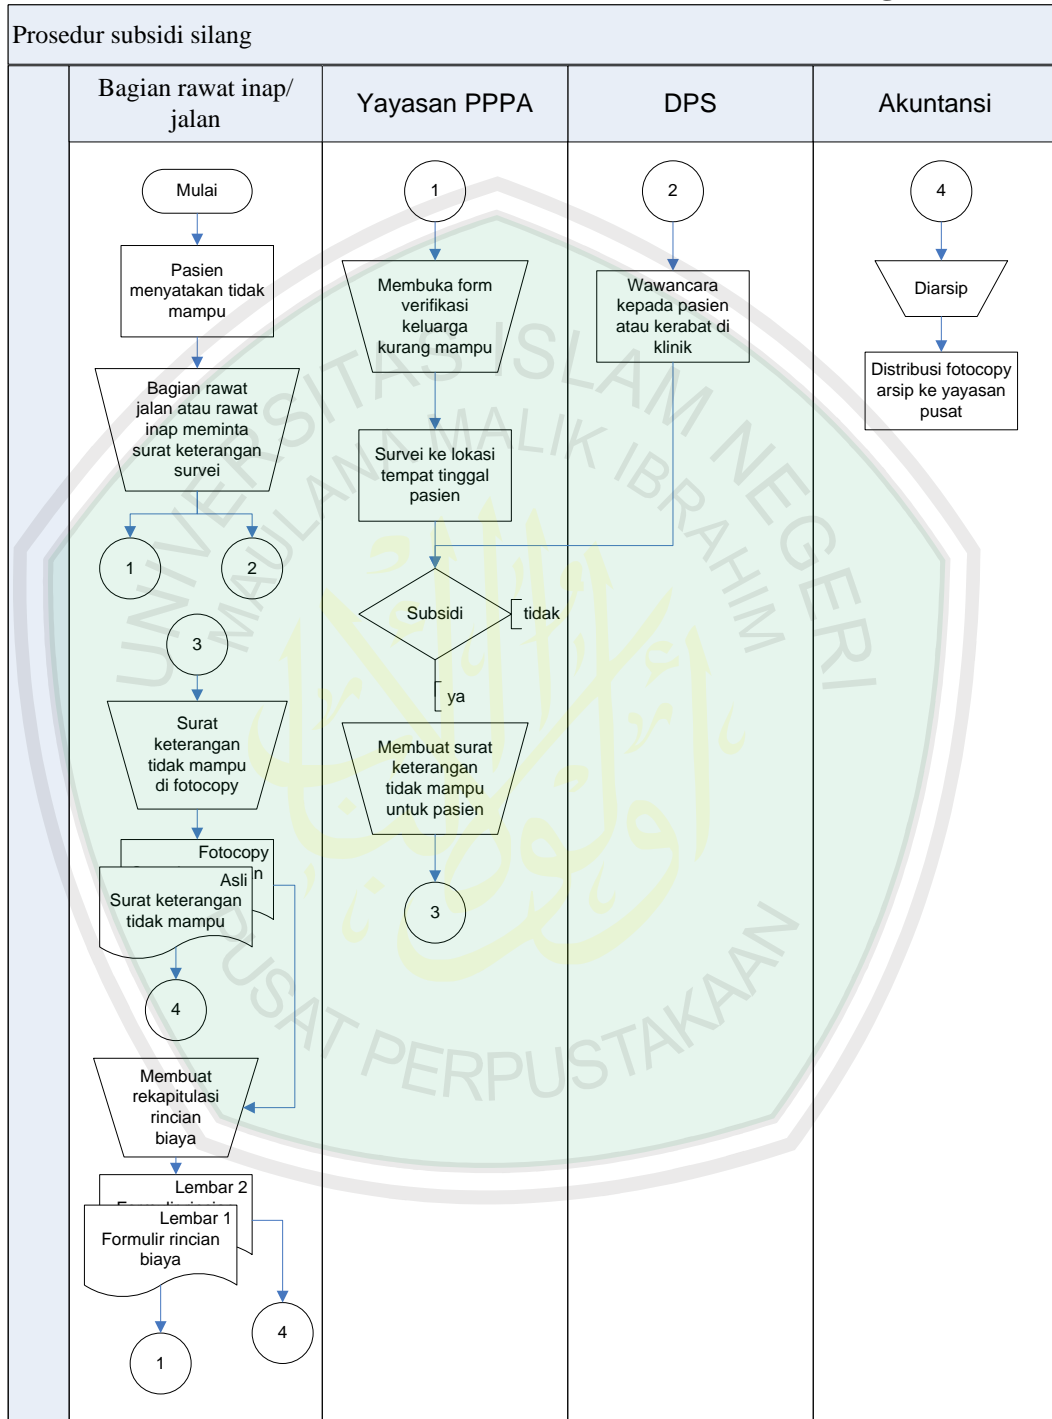 Prosedur subsidi silang
Bagian rawat inap/
jalan
Yayasan PPPA
DPS
Akuntansi
Mulai
Pasien
menyatakan tidak
mampu
Bagian rawat
jalan atau rawat
inap meminta
surat keterangan
survei
1
2
3
Surat
keterangan
tidak mampu
di fotocopy
Fotocopy
n
Asli
Surat keterangan
tidak mampu
4
Membuat
rekapitulasi
rincian
biaya
Lembar 2
Lembar 1
Formulir rincian
biaya
4
1
1
Membuka form
verifikasi
keluarga
kurang mampu
Survei ke lokasi
tempat tinggal
pasien
Subsidi
tidak
ya
Membuat surat
keterangan
tidak mampu
untuk pasien
3
2
Wawancara
kepada pasien
atau kerabat di
klinik
4
Diarsip
Distribusi fotocopy
arsip ke yayasan
pusat
UNIVERSITAS ISLAM NEGERI
MAULANA MALIK IBRAHIM
PUSAT PERPUSTAKAAN